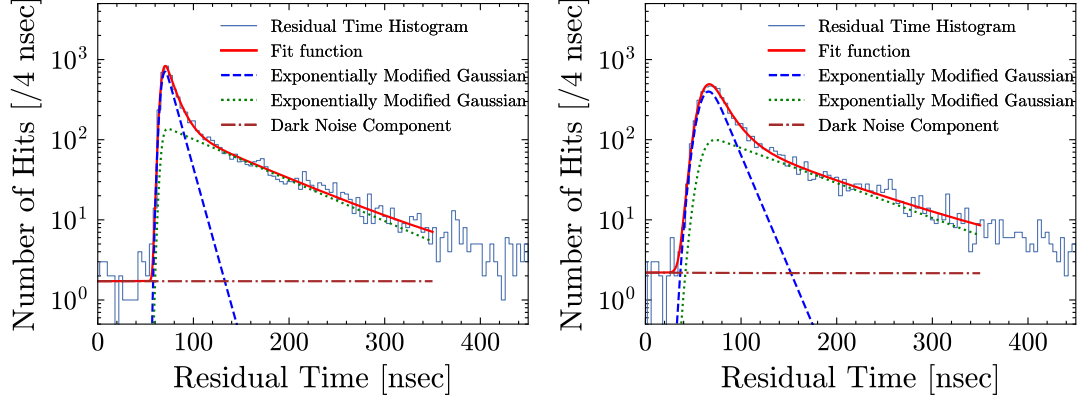 Number of Hits [/4 nsec]
10³
10²
10¹
10⁰
Residual Time Histogram
Fit function
Exponentially Modified Gaussian
Exponentially Modified Gaussian
Dark Noise Component
0 100 200 300 400
Residual Time [nsec]
Number of Hits [/4 nsec]
10³
10²
10¹
10⁰
Residual Time Histogram
Fit function
Exponentially Modified Gaussian
Exponentially Modified Gaussian
Dark Noise Component
0 100 200 300 400
Residual Time [nsec]